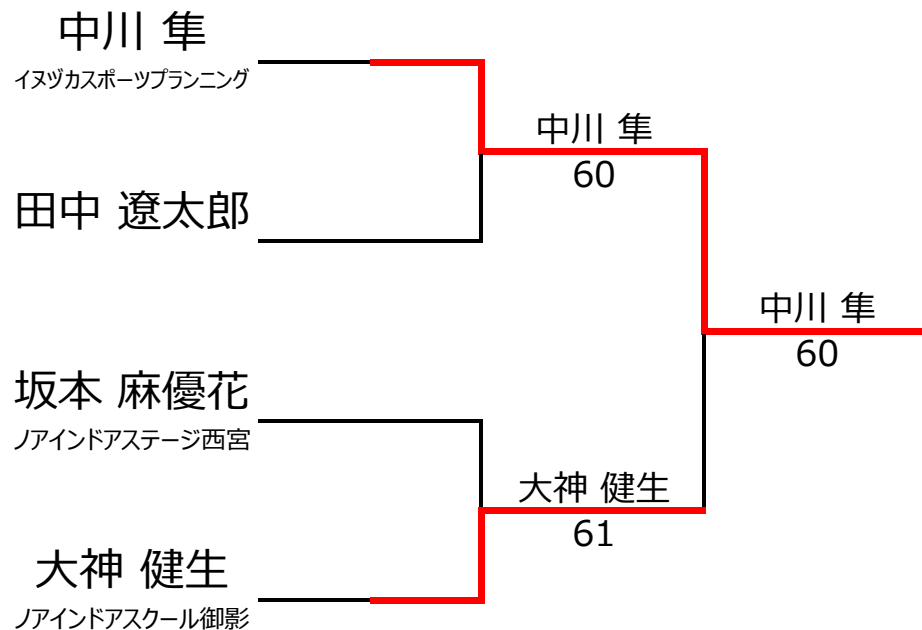 中川 隼
イヌヅカスポーツプランニング
中川 隼
60
田中 遼太郎
中川 隼
60
坂本 麻優花
ノアインドアステージ西宮
大神 健生
61
大神 健生
ノアインドアスクール御影